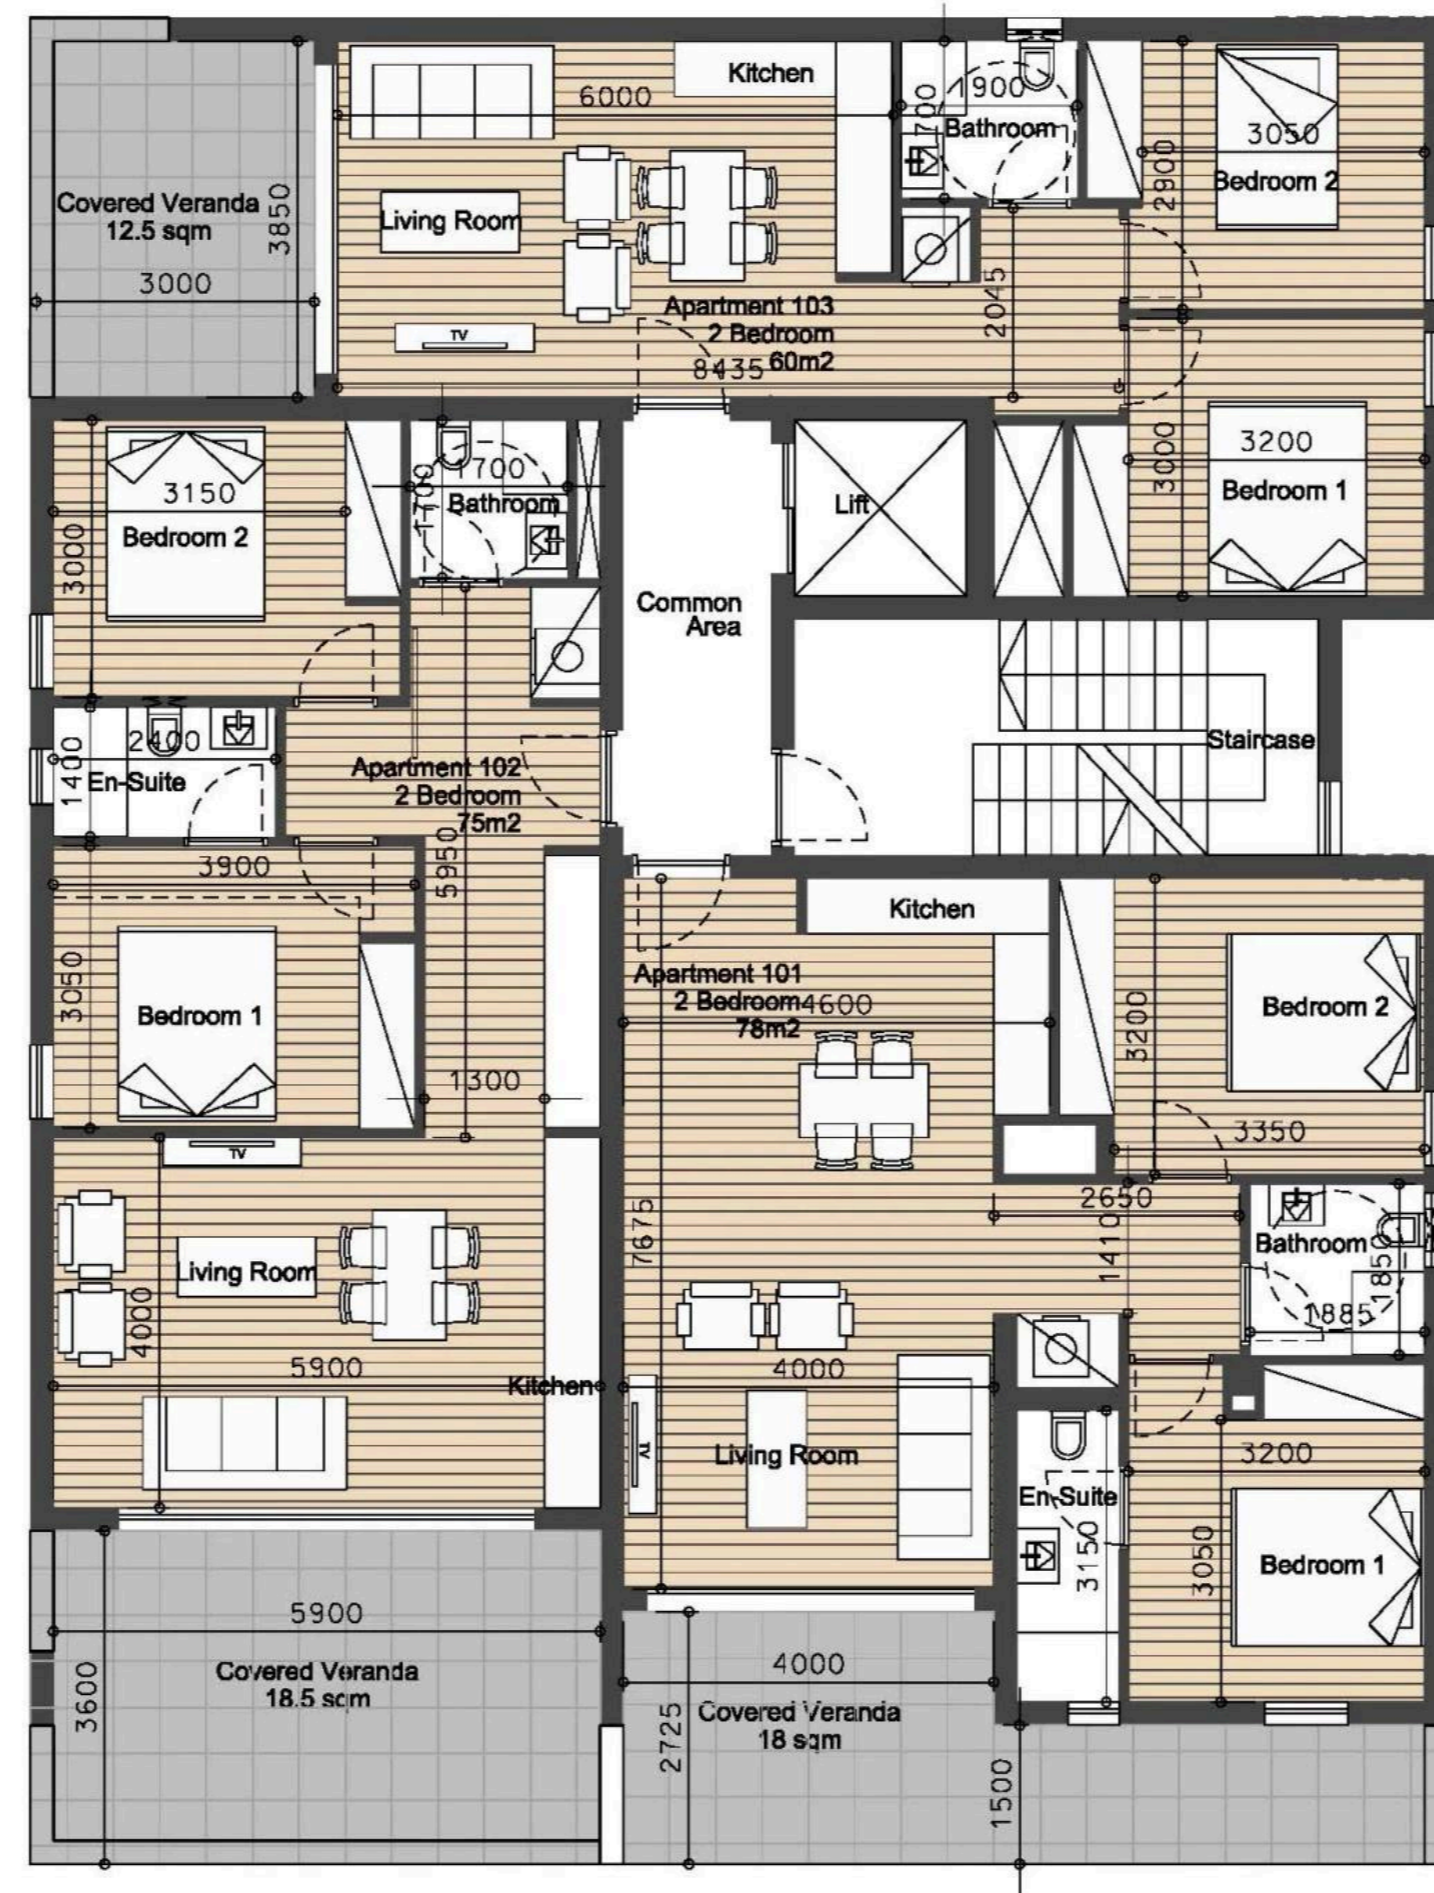 Kitchen
6000
1900
700
Bathroom
3050
2900
Bedroom 2
Covered Veranda
12.5 sqm
3850
3000
Living Room
TV
Apartment 103
2 Bedroom
60m2
8435
2045
3000
3200
Bedroom 1
3150
Bedroom 2
3000
1700
1700
Bathroom
Lift
Common
Area
Staircase
2400
1400
En-Suite
Apartment 102
2 Bedroom
75m2
5950
3900
3050
Bedroom 1
1300
Kitchen
Apartment 101
2 Bedroom
78m2
4600
Bedroom 2
3200
3350
2650
1410
TV
Living Room
4000
5900
Kitchen
7675
Bathroom
1850
1885
4000
TV
Living Room
En-Suite
3150
3200
3050
Bedroom 1
5900
Covered Veranda
18.5 sqm
3600
4000
Covered Veranda
18 sqm
2725
1500